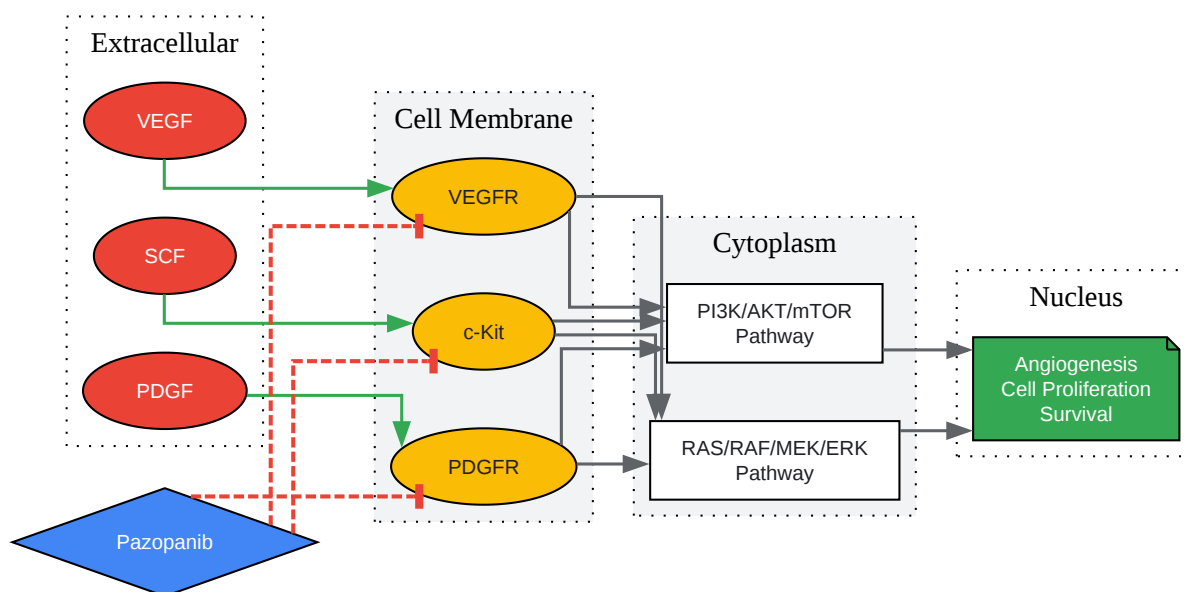 Extracellular
VEGF
SCF
PDGF
Pazopanib
Cell Membrane
VEGFR
c-Kit
PDGFR
Cytoplasm
PI3K/AKT/mTOR
Pathway
RAS/RAF/MEK/ERK
Pathway
Nucleus
Angiogenesis
Cell Proliferation
Survival